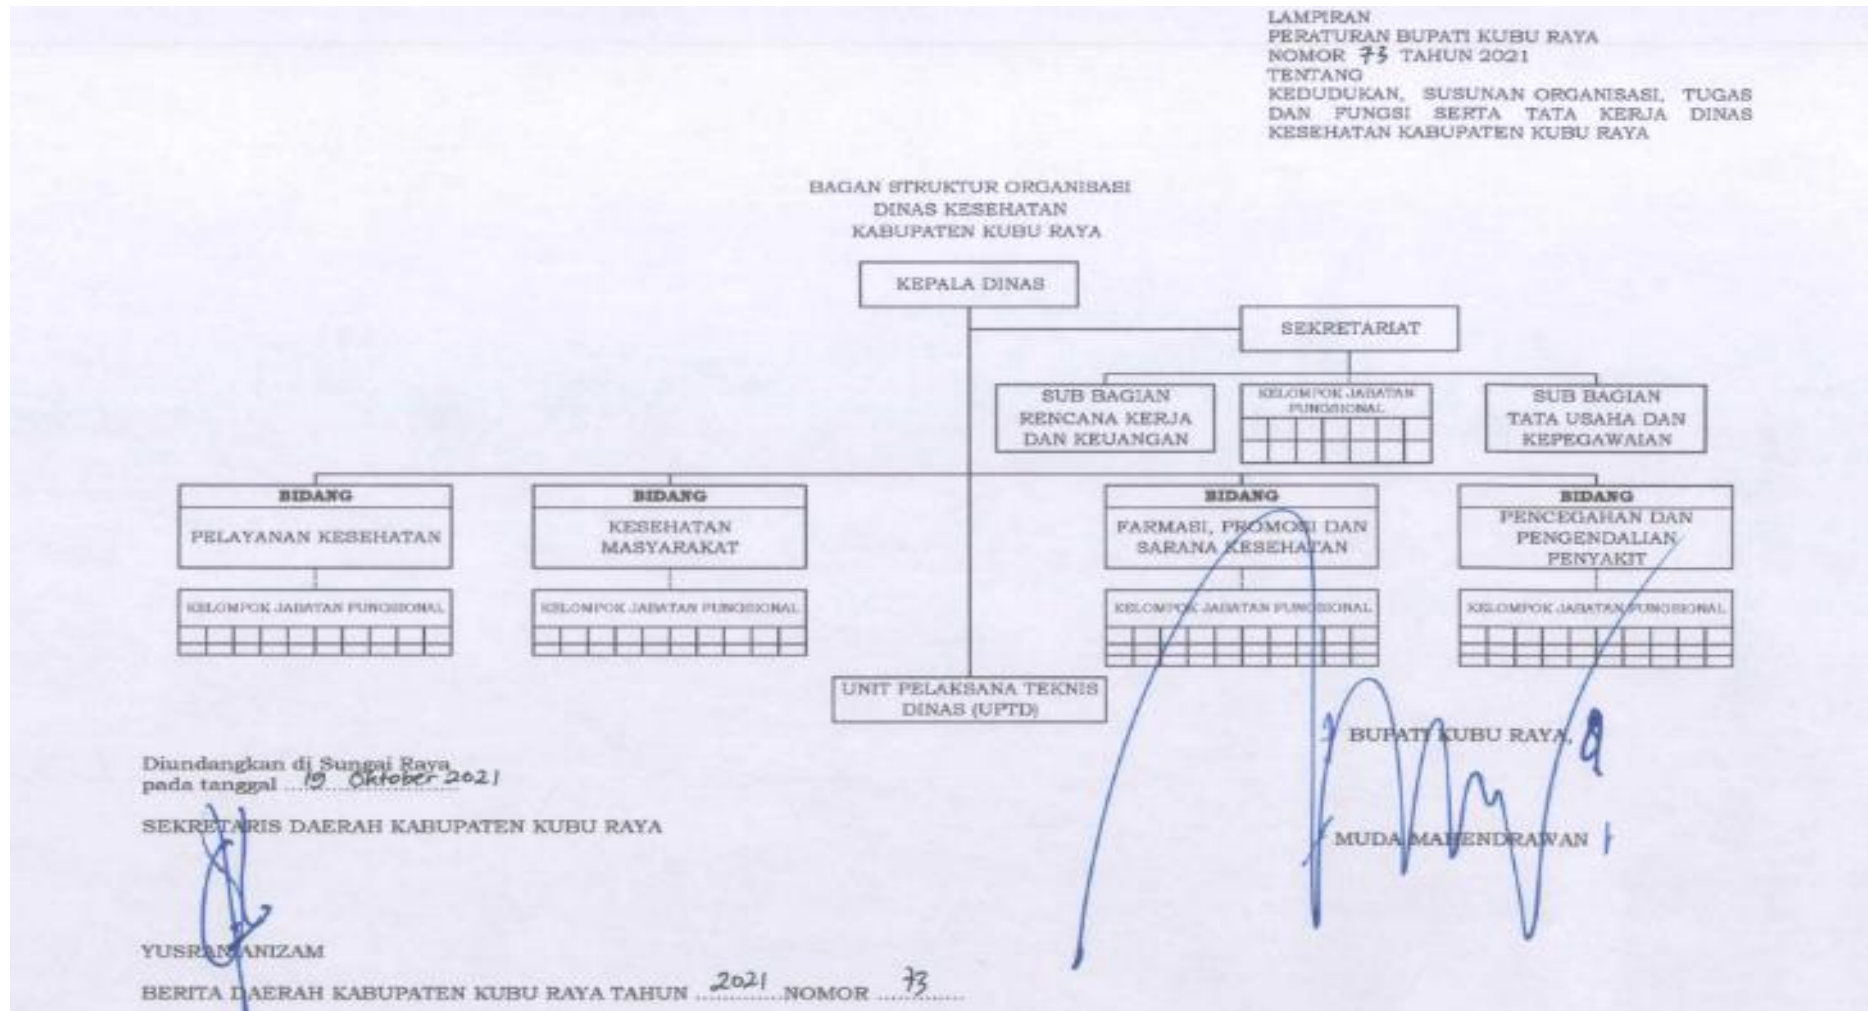 LAMPIRAN
PERATURAN BUPATI KUBU RAYA
NOMOR 73 TAHUN 2021
TENTANG
KEDUDUKAN, SUSUNAN ORGANISASI, TUGAS
DAN FUNGSI SERTA TATA KERJA DINAS
KESEHATAN KABUPATEN KUBU RAYA
BAGAN STRUKTUR ORGANISASI
DINAS KESEHATAN
KABUPATEN KUBU RAYA
KEPALA DINAS
SEKRETARIAT
SUB BAGIAN
RENCANA KERJA
DAN KEUANGAN
KELOMPOK JABATAN
FUNGSIONAL
SUB BAGIAN
TATA USAHA DAN
KEPEGAWAIAN
BIDANG
PELAYANAN KESEHATAN
KELOMPOK JABATAN FUNGSIONAL
BIDANG
KESEHATAN
MASYARAKAT
KELOMPOK JABATAN FUNGSIONAL
BIDANG
FARMASI, PROMOSI DAN
SARANA KESEHATAN
KELOMPOK JABATAN FUNGSIONAL
BIDANG
PENCEGAHAN DAN
PENGENDALIAN
PENYAKIT
KELOMPOK JABATAN FUNGSIONAL
UNIT PELAKSANA TEKNIS
DINAS (UPTD)
BUPATI KUBU RAYA,
MUDA MAHENDRAWAN
Diundangkan di Sungai Raya
pada tanggal 19 Oktober 2021
SEKRETARIS DAERAH KABUPATEN KUBU RAYA
YUSRAN ANIZAM
BERITA DAERAH KABUPATEN KUBU RAYA TAHUN 2021 NOMOR 73